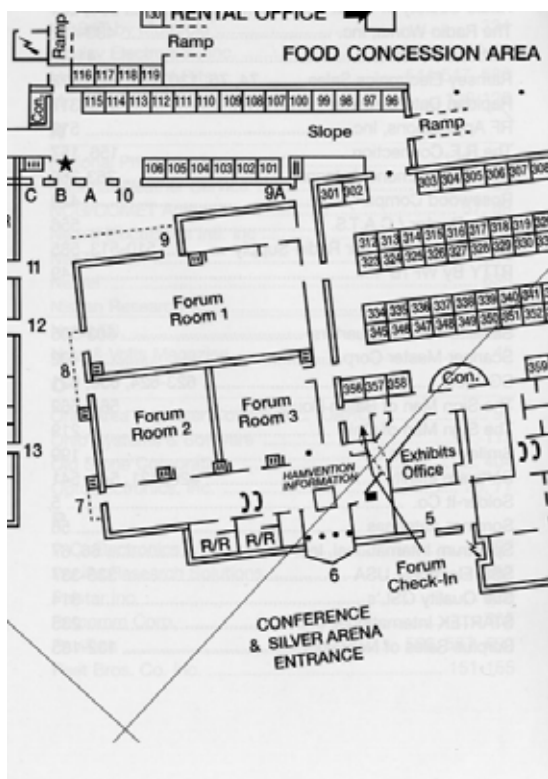 130 RENTAL OFFICE
Ramp
Ramp
FOOD CONCESSION AREA
116 117 118 119
Con.
115 114 113 112 111 110 109 108 107 100 99 98 97 96
Slope
Ramp
106 105 104 103 102 101
C B A 10
9A
301 302
303 304 305 306 307 308
9
312 313 314 315 316 317 318 319
323 324 325 326 327 328 329 330
11
Forum
Room 1
334 335 336 337 338 339 340 341
345 346 347 348 349 350 351 352
12
8
356 357 358
Con.
359
Forum
Room 2
Forum
Room 3
13
Exhibits
Office
HAMVENTION
INFORMATION
7
5
R/R R/R
6
Forum
Check-In
CONFERENCE
& SILVER ARENA
ENTRANCE